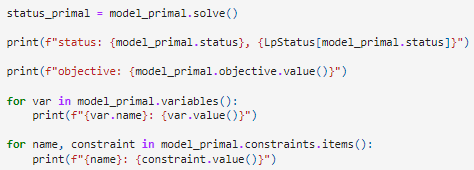 status_primal = model_primal.solve()
print(f"status: {model_primal.status}, {LpStatus[model_primal.status]}")
print(f"objective: {model_primal.objective.value()}")
for var in model_primal.variables():
    print(f"{var.name}: {var.value()}")
for name, constraint in model_primal.constraints.items():
    print(f"{name}: {constraint.value()}")